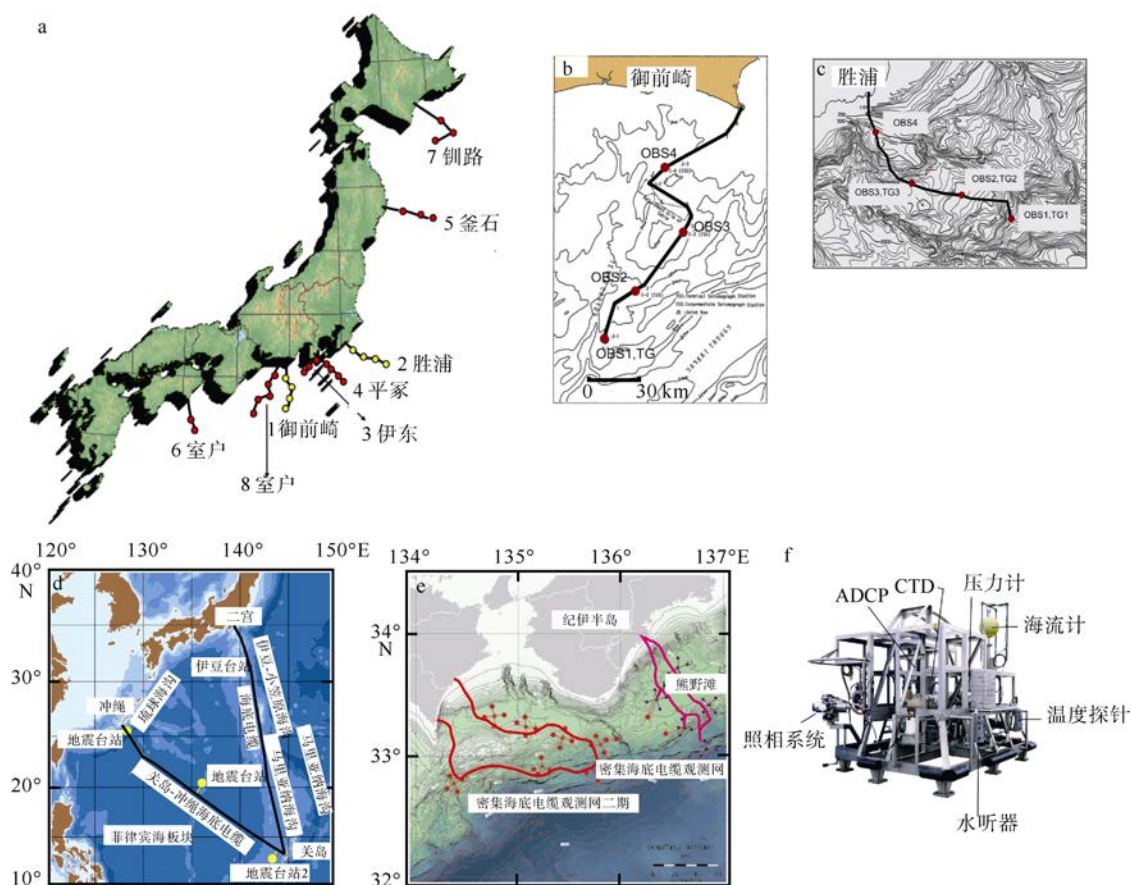 a
7 钏路
5 釜石
2 胜浦
4 平冢
1御前崎
3 伊东
6 室户
8 室户
b
御前崎
OBS4
OBS3
OBS2
OBS1,TG
0 30 km
c
胜浦
OBS4
OBS3,TG3
OBS2,TG2
OBS1,TG1
120° 130° 140° 150°E
40°
N
30°
20°
10°
d
二宫
伊豆台站
伊豆-小笠原海沟
冲绳
琉球海沟
海底电缆
地震台站
地震台站
马里亚纳海沟
马里亚纳海沟
关岛-冲绳海底电缆
菲律宾海板块
关岛
地震台站2
134° 135° 136° 137°E
e
34°
N
33°
32°
纪伊半岛
熊野滩
密集海底电缆观测网
密集海底电缆观测网二期
f
ADCP
CTD
压力计
海流计
温度探针
照相系统
水听器